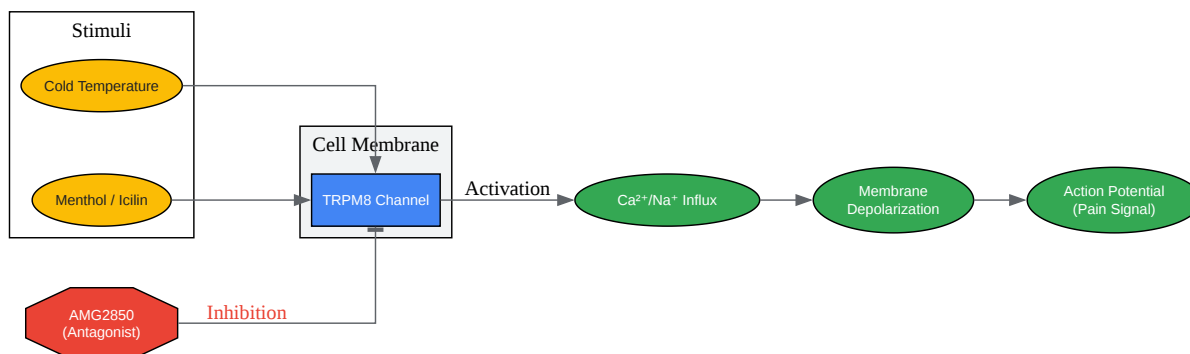 Stimuli
Cold Temperature
Cell Membrane
Menthol / Icilin
TRPM8 Channel
Activation
Ca²⁺/Na⁺ Influx
Membrane
Depolarization
Action Potential
(Pain Signal)
AMG2850
(Antagonist)
Inhibition